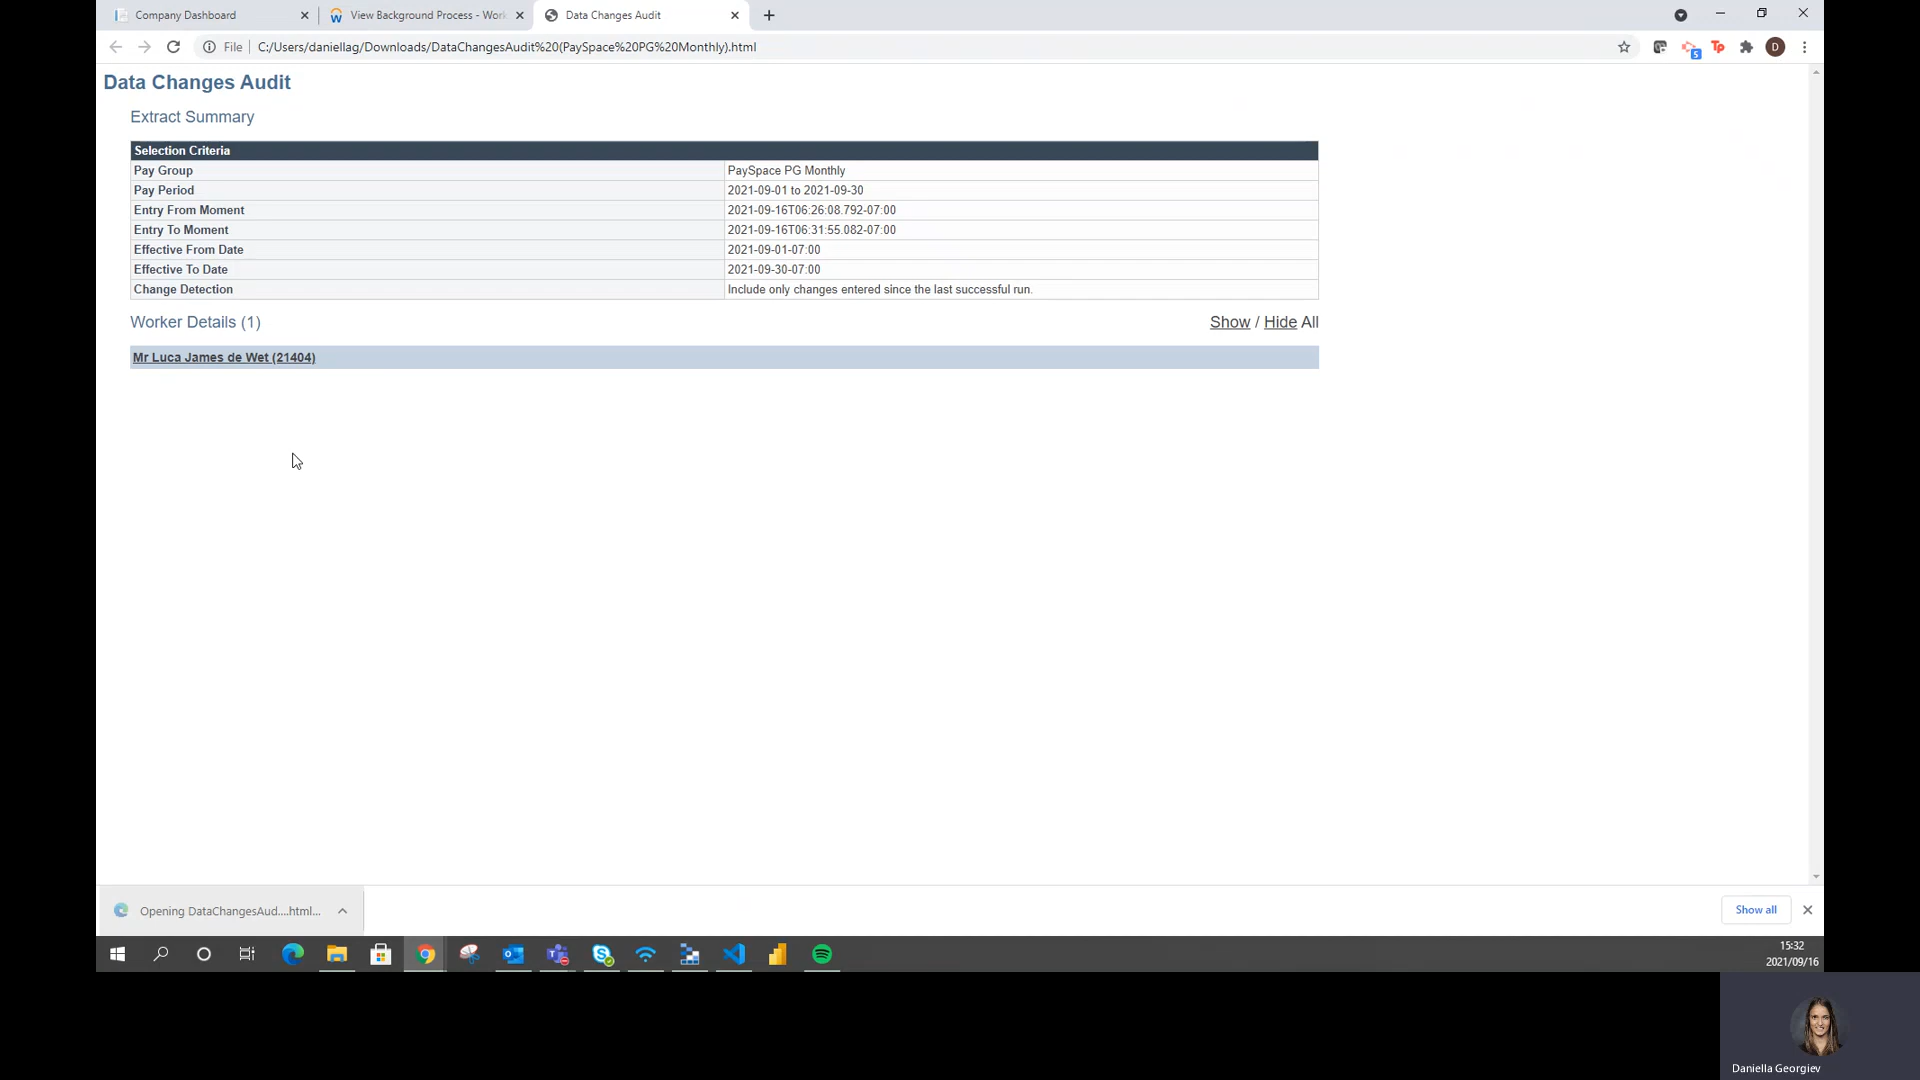 Company Dashboard
View Background Process - Work
Data Changes Audit
File
C:/Users/daniellag/Downloads/DataChangesAudit%20(PaySpace%20PG%20Monthly).html
5
Tp
D
Data Changes Audit
Extract Summary
Selection Criteria
Pay Group PaySpace PG Monthly
Pay Period 2021-09-01 to 2021-09-30
Entry From Moment 2021-09-16T06:26:08.792-07:00
Entry To Moment 2021-09-16T06:31:55.082-07:00
Effective From Date 2021-09-01-07:00
Effective To Date 2021-09-30-07:00
Change Detection Include only changes entered since the last successful run.
Worker Details (1) Show / Hide All
Mr Luca James de Wet (21404)
Opening DataChangesAud....html...
Show all
15:32
2021/09/16
Daniella Georgiev